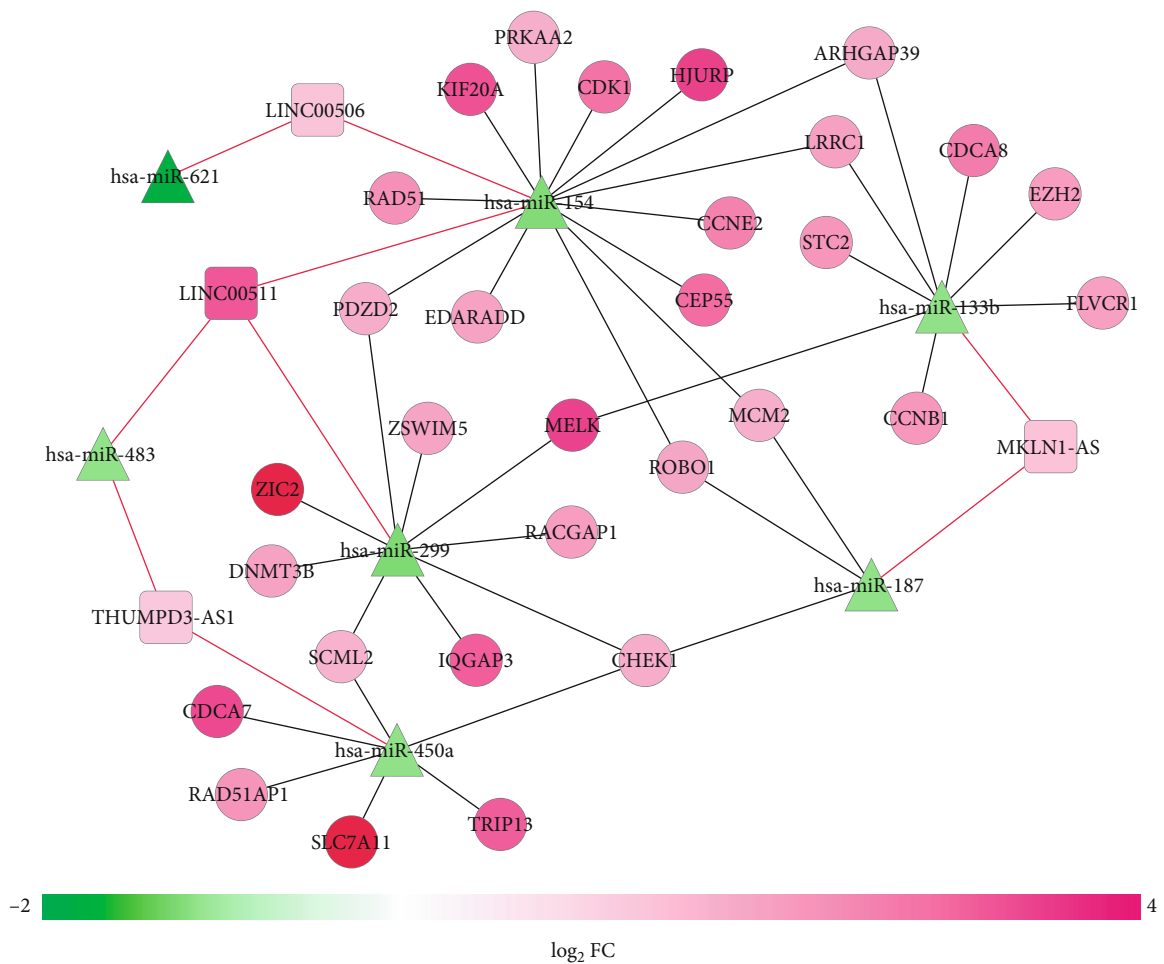 PRKAA2
ARHGAP39
HJURP
KIF20A
CDK1
LINC00506
LRRC1
CDCA8
hsa-miR-621
EZH2
RAD51
hsa-miR-154
CCNE2
STC2
LINC00511
CEP55
PDZD2
EDARADD
hsa-miR-133b
FLVCR1
MELK
MCM2
CCNB1
ZSWIM5
MKLN1-AS
hsa-miR-483
ROBO1
ZIC2
RACGAP1
hsa-miR-299
DNMT3B
hsa-miR-187
THUMPD3-AS1
SCML2
IQGAP3
CHEK1
CDCA7
hsa-miR-450a
RAD51AP1
TRIP13
SLC7A11
–2
4
log2 FC